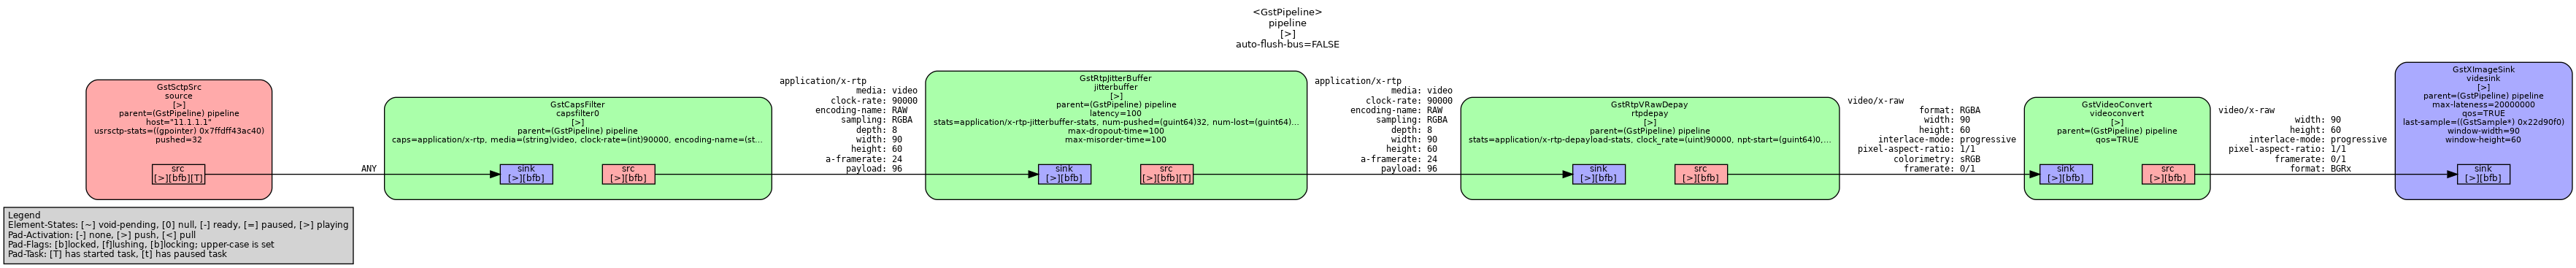 <GstPipeline>
pipeline
[>]
auto-flush-bus=FALSE
GstSctpSrc
source
[>]
parent=(GstPipeline) pipeline
host="11.1.1.1"
usrsctp-stats=((gpointer) 0x7ffdff43ac40)
pushed=32
src
[>][bfb][T]
ANY
GstCapsFilter
capsfilter0
[>]
parent=(GstPipeline) pipeline
caps=application/x-rtp, media=(string)video, clock-rate=(int)90000, encoding-name=(st...
sink
[>][bfb]
src
[>][bfb]
application/x-rtp
media: video
clock-rate: 90000
encoding-name: RAW
sampling: RGBA
depth: 8
width: 90
height: 60
a-framerate: 24
payload: 96
GstRtpJitterBuffer
jitterbuffer
[>]
parent=(GstPipeline) pipeline
latency=100
stats=application/x-rtp-jitterbuffer-stats, num-pushed=(guint64)32, num-lost=(guint64)...
max-dropout-time=100
max-misorder-time=100
sink
[>][bfb]
src
[>][bfb][T]
application/x-rtp
media: video
clock-rate: 90000
encoding-name: RAW
sampling: RGBA
depth: 8
width: 90
height: 60
a-framerate: 24
payload: 96
GstRtpVRawDepay
rtpdepay
[>]
parent=(GstPipeline) pipeline
stats=application/x-rtp-depayload-stats, clock_rate=(uint)90000, npt-start=(guint64)0,...
sink
[>][bfb]
src
[>][bfb]
video/x-raw
format: RGBA
width: 90
height: 60
interlace-mode: progressive
pixel-aspect-ratio: 1/1
colorimetry: sRGB
framerate: 0/1
GstVideoConvert
videoconvert
[>]
parent=(GstPipeline) pipeline
qos=TRUE
sink
[>][bfb]
src
[>][bfb]
video/x-raw
width: 90
height: 60
interlace-mode: progressive
pixel-aspect-ratio: 1/1
framerate: 0/1
format: BGRx
GstXImageSink
videsink
[>]
parent=(GstPipeline) pipeline
max-lateness=20000000
qos=TRUE
last-sample=((GstSample*) 0x22d90f0)
window-width=90
window-height=60
sink
[>][bfb]
Legend
Element-States: [~] void-pending, [0] null, [-] ready, [=] paused, [>] playing
Pad-Activation: [-] none, [>] push, [<] pull
Pad-Flags: [b]locked, [f]lushing, [b]locking; upper-case is set
Pad-Task: [T] has started task, [t] has paused task